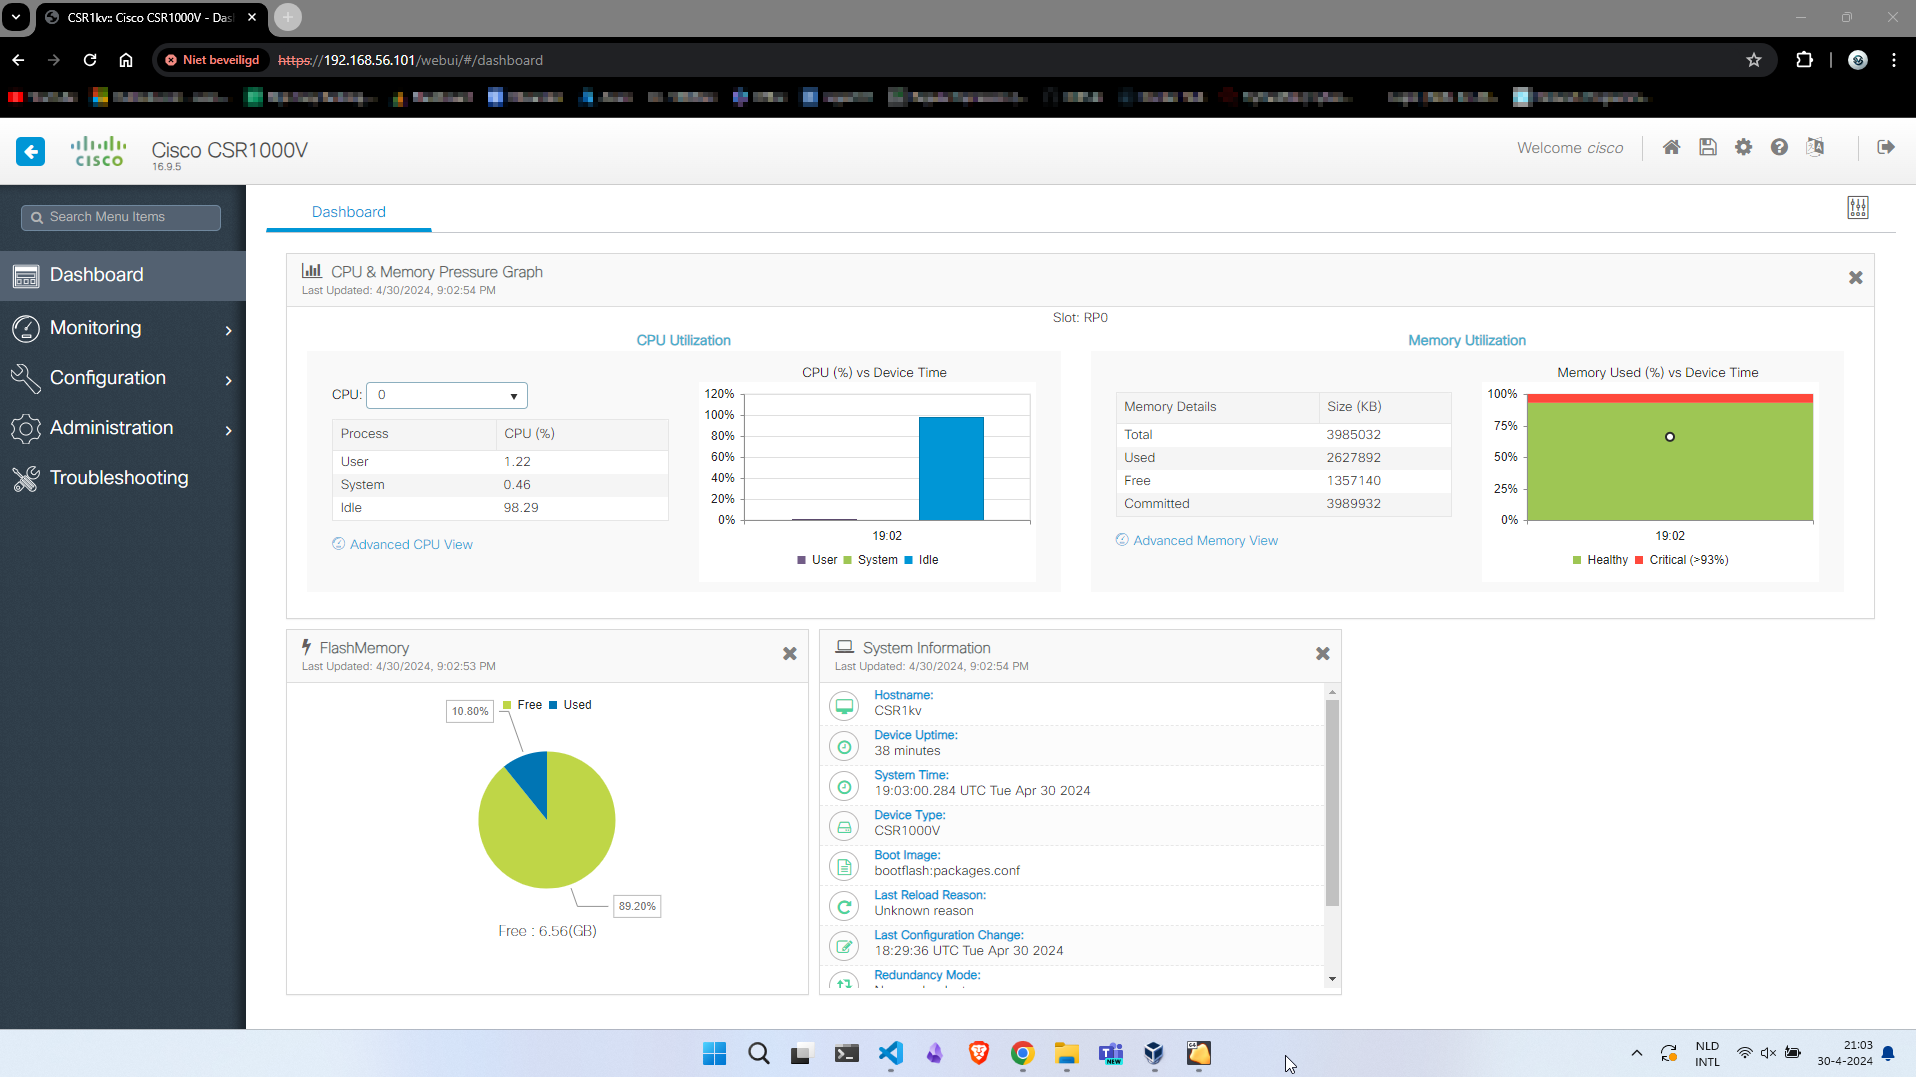 CSR1kv:: Cisco CSR1000V - Das
Niet beveiligd
https://192.168.56.101/webui/#/dashboard
CISCO
Cisco CSR1000V
16.9.5
Welcome cisco
Search Menu Items
Dashboard
Monitoring
Configuration
Administration
Troubleshooting
Dashboard
CPU & Memory Pressure Graph
Last Updated: 4/30/2024, 9:02:54 PM
Slot: RP0
CPU Utilization
CPU: 0
Process CPU (%)
User 1.22
System 0.46
Idle 98.29
Advanced CPU View
CPU (%) vs Device Time
120%
100%
80%
60%
40%
20%
0%
19:02
User System Idle
Memory Utilization
Memory Details Size (KB)
Total 3985032
Used 2627892
Free 1357140
Committed 3989932
Advanced Memory View
Memory Used (%) vs Device Time
100%
75%
50%
25%
0%
19:02
Healthy Critical (>93%)
FlashMemory
Last Updated: 4/30/2024, 9:02:53 PM
Free Used
10.80%
89.20%
Free : 6.56(GB)
System Information
Last Updated: 4/30/2024, 9:02:54 PM
Hostname:
CSR1kv
Device Uptime:
38 minutes
System Time:
19:03:00.284 UTC Tue Apr 30 2024
Device Type:
CSR1000V
Boot Image:
bootflash:packages.conf
Last Reload Reason:
Unknown reason
Last Configuration Change:
18:29:36 UTC Tue Apr 30 2024
Redundancy Mode:
NEW
NLD
INTL
21:03
30-4-2024